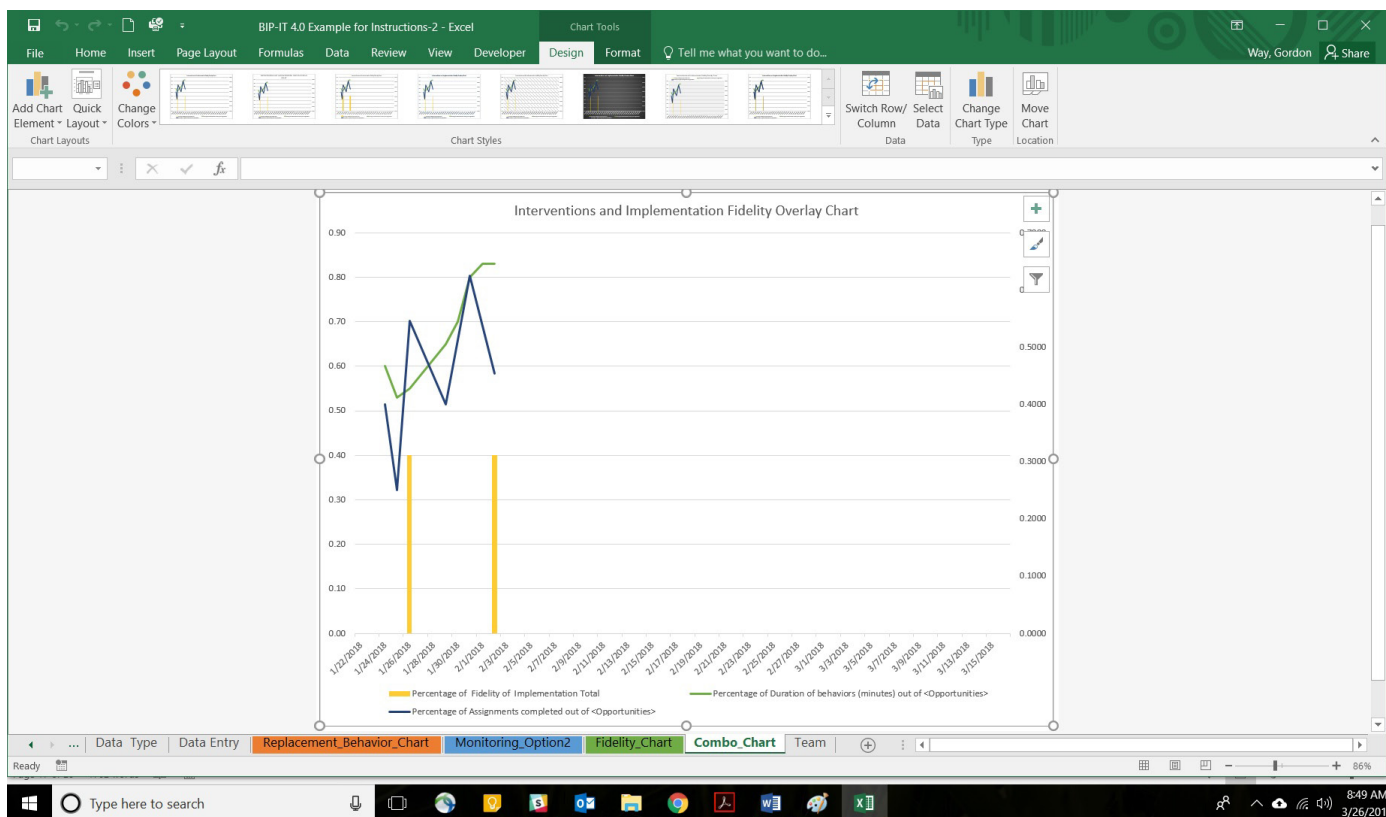 BIP-IT 4.0 Example for Instructions-2 - Excel
Chart Tools
File Home Insert Page Layout Formulas Data Review View Developer Design Format Tell me what you want to do... Way, Gordon Share
Add Chart Element Quick Layout Change Colors Switch Row/ Column Select Data Change Chart Type Move Chart
Chart Layouts Chart Styles Data Type Location
fx
Interventions and Implementation Fidelity Overlay Chart
0.90
0.80
0.70
0.60
0.50
0.40
0.30
0.20
0.10
0.00
0.5000
0.4000
0.3000
0.2000
0.1000
0.0000
1/22/2018 1/24/2018 1/26/2018 1/28/2018 1/30/2018 2/1/2018 2/3/2018 2/5/2018 2/7/2018 2/9/2018 2/11/2018 2/13/2018 2/15/2018 2/17/2018 2/19/2018 2/21/2018 2/23/2018 2/25/2018 2/27/2018 3/1/2018 3/3/2018 3/5/2018 3/7/2018 3/9/2018 3/11/2018 3/13/2018 3/15/2018
Percentage of Fidelity of Implementation Total Percentage of Duration of behaviors (minutes) out of <Opportunities>
Percentage of Assignments completed out of <Opportunities>
... Data Type Data Entry Replacement_Behavior_Chart Monitoring_Option2 Fidelity_Chart Combo_Chart Team
Ready 86%
Type here to search
8:49 AM
3/26/201